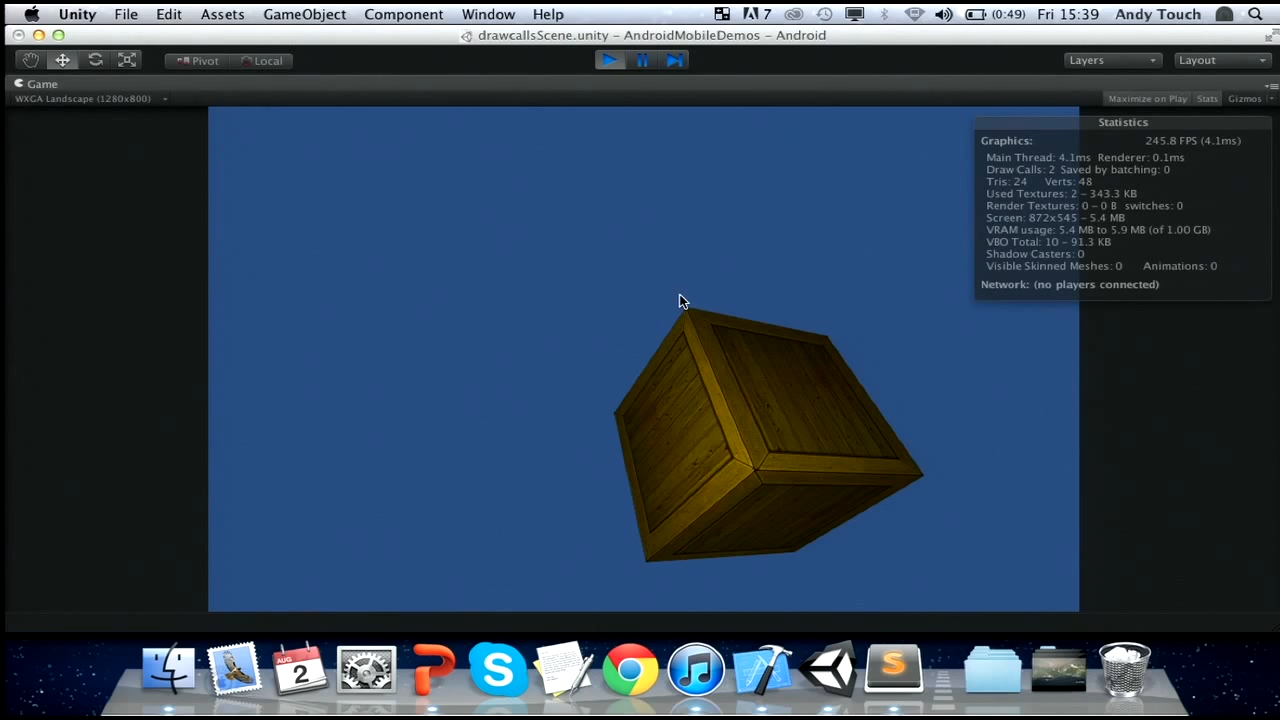 Unity File Edit Assets GameObject Component Window Help 7 (0:49) Fri 15:39 Andy Touch
drawcallsScene.unity – AndroidMobileDemos – Android
Pivot Local Layers Layout
Game
WXGA Landscape (1280x800) Maximize on Play Stats Gizmos
Statistics
Graphics: 245.8 FPS (4.1ms)
Main Thread: 4.1ms Renderer: 0.1ms
Draw Calls: 2 Saved by batching: 0
Tris: 24 Verts: 48
Used Textures: 2 – 343.3 KB
Render Textures: 0 – 0 B switches: 0
Screen: 872x545 – 5.4 MB
VRAM usage: 5.4 MB to 5.9 MB (of 1.00 GB)
VBO Total: 10 – 91.3 KB
Shadow Casters: 0
Visible Skinned Meshes: 0 Animations: 0
Network: (no players connected)
AUG
2
S
S